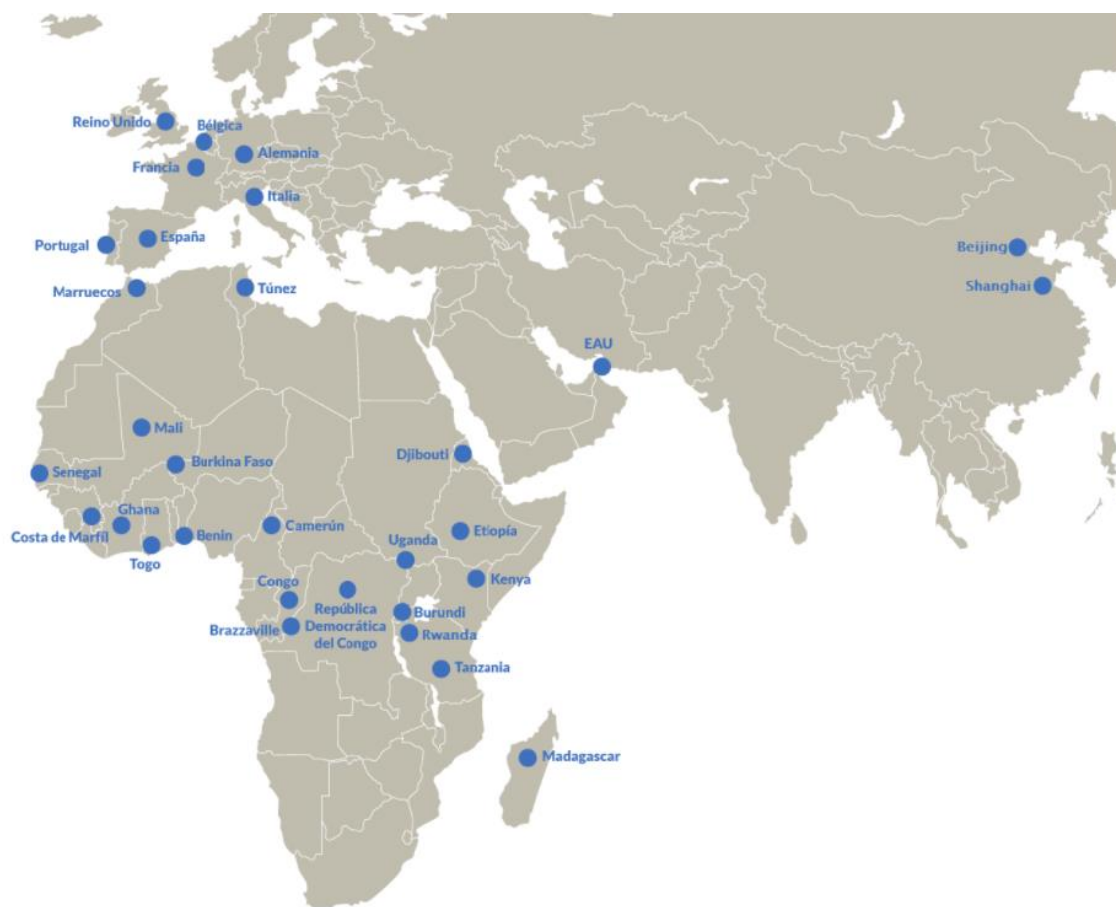 Reino Unido
Bélgica
Alemania
Francia
Italia
España
Portugal
Marruecos
Túnez
Beijing
Shanghai
EAU
Mali
Djibouti
Burkina Faso
Senegal
Ghana
Costa de Marfil
Benin
Togo
Camerún
Etiopía
Uganda
Kenya
Congo
República
Democrática
del Congo
Brazzaville
Burundi
Rwanda
Tanzania
Madagascar